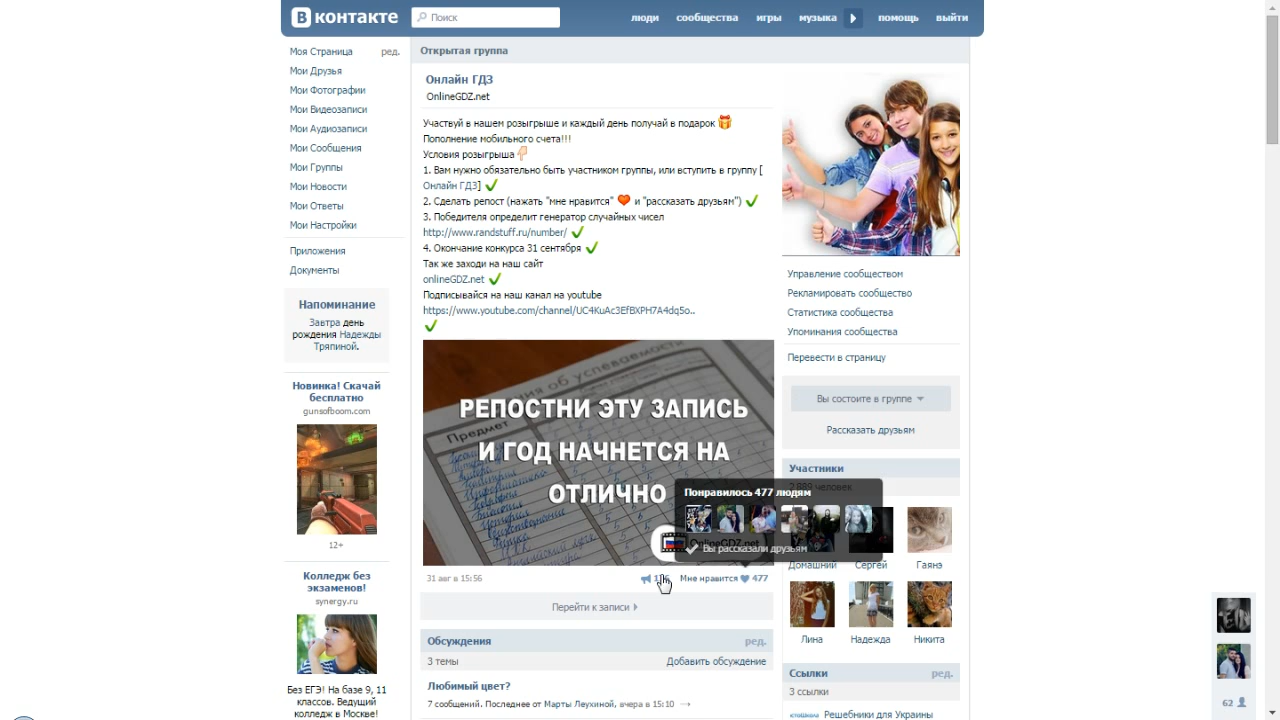 В контакте
Поиск
люди сообщества игры музыка помощь выйти
Моя Страница ред.
Мои Друзья
Мои Фотографии
Мои Видеозаписи
Мои Аудиозаписи
Мои Сообщения
Мои Группы
Мои Новости
Мои Ответы
Мои Настройки
Приложения
Документы
Напоминание
Завтра день
рождения Надежды
Тряпиной.
Новинка! Скачай
бесплатно
gunsofboom.com
12+
Колледж без
экзаменов!
synergy.ru
Без ЕГЭ! На базе 9, 11
классов. Ведущий
колледж в Москве!
Открытая группа
Онлайн ГДЗ
OnlineGDZ.net
Участвуй в нашем розыгрыше и каждый день получай в подарок
Пополнение мобильного счета!!!
Условия розыгрыша
1. Вам нужно обязательно быть участником группы, или вступить в группу [
Онлайн ГДЗ]
2. Сделать репост (нажать "мне нравится" и "рассказать друзьям")
3. Победителя определит генератор случайных чисел
http://www.randstuff.ru/number/
4. Окончание конкурса 31 сентября
Так же заходи на наш сайт
onlineGDZ.net
Подписывайся на наш канал на youtube
https://www.youtube.com/channel/UC4KuAc3EfBXPH7A4dq5o..
Предмет
РЕПОСТНИ ЭТУ ЗАПИСЬ
И ГОД НАЧНЕТСЯ НА
ОТЛИЧНО
OnlineGDZ.net
Понравилось 477 людям
Вы рассказали друзьям
31 авг в 15:56
Мне нравится 477
Перейти к записи
Обсуждения ред.
3 темы Добавить обсуждение
Любимый цвет?
7 сообщений. Последнее от Марты Леухиной, вчера в 15:10 →
Управление сообществом
Рекламировать сообщество
Статистика сообщества
Упоминания сообщества
Перевести в страницу
Вы состоите в группе
Рассказать друзьям
Участники
2 889 человек
Домашний Сергей Гаянэ
Лина Надежда Никита
Ссылки ред.
3 ссылки
Решебники для Украины
62